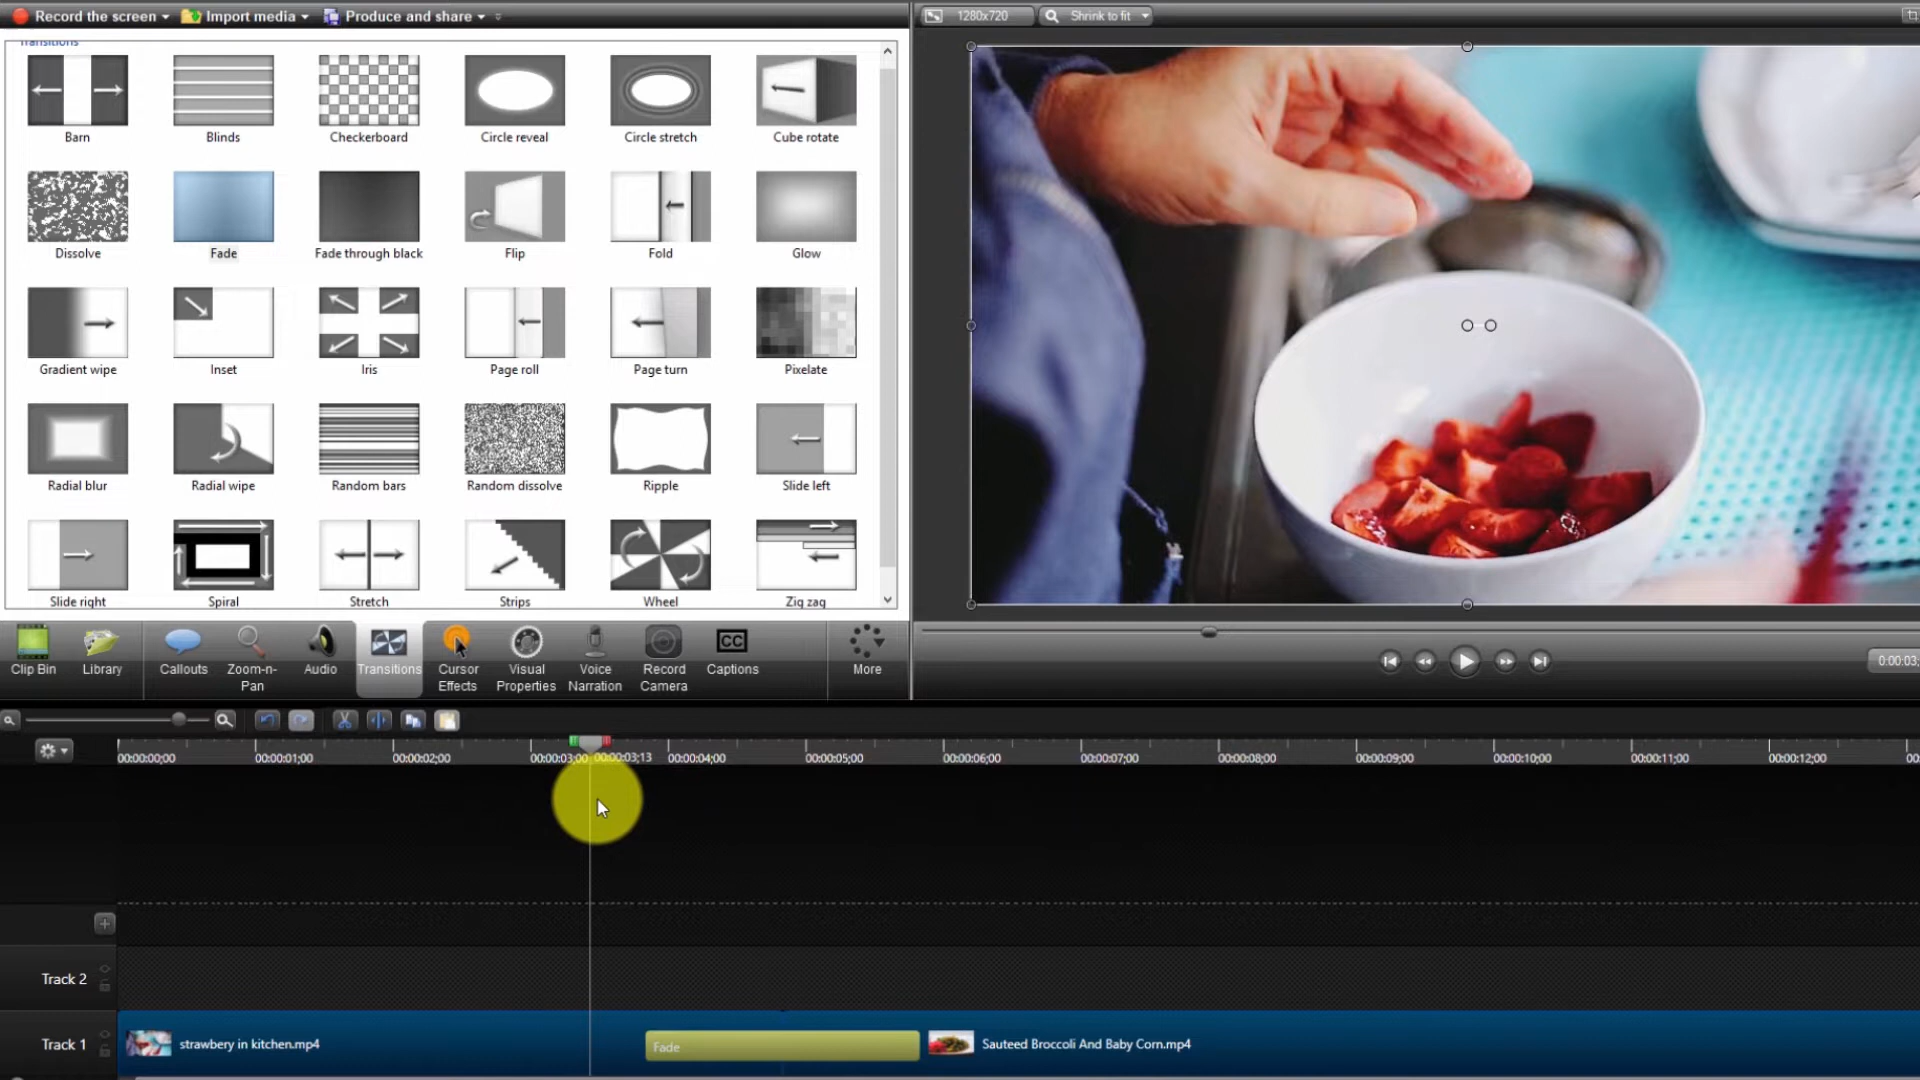 Record the screen Import media Produce and share
1280x720 Shrink to fit
Transitions
Barn Blinds Checkerboard Circle reveal Circle stretch Cube rotate
Dissolve Fade Fade through black Flip Fold Glow
Gradient wipe Inset Iris Page roll Page turn Pixelate
Radial blur Radial wipe Random bars Random dissolve Ripple Slide left
Slide right Spiral Stretch Strips Wheel Zig zag
Clip Bin Library Callouts Zoom-n-
Pan Audio Transitions Cursor
Effects Visual
Properties Voice
Narration Record
Camera CC
Captions More
0:00:03;
00:00:00;00 00:00:01;00 00:00:02;00 00:00:03;00 00:00:03;13 00:00:04;00 00:00:05;00 00:00:06;00 00:00:07;00 00:00:08;00 00:00:09;00 00:00:10;00 00:00:11;00 00:00:12;00 00
Track 2
Track 1 strawbery in kitchen.mp4 Fade Sauteed Broccoli And Baby Corn.mp4